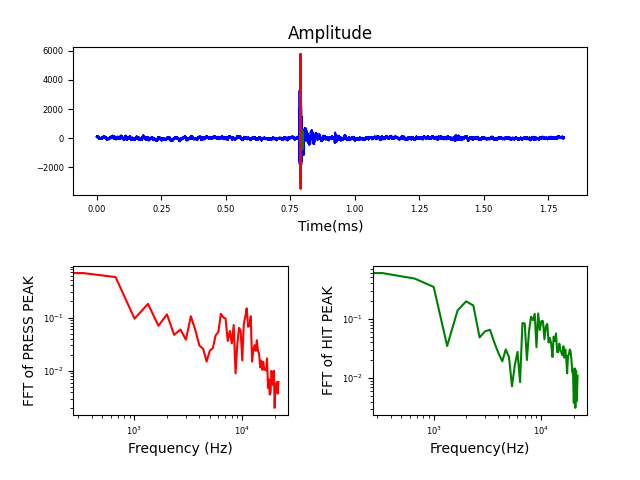 Amplitude
6000
4000
2000
0
−2000
0.00 0.25 0.50 0.75 1.00 1.25 1.50 1.75
Time(ms)
FFT of PRESS PEAK
10⁻¹
10⁻²
10³ 10⁴
Frequency (Hz)
FFT of HIT PEAK
10⁻¹
10⁻²
10³ 10⁴
Frequency(Hz)